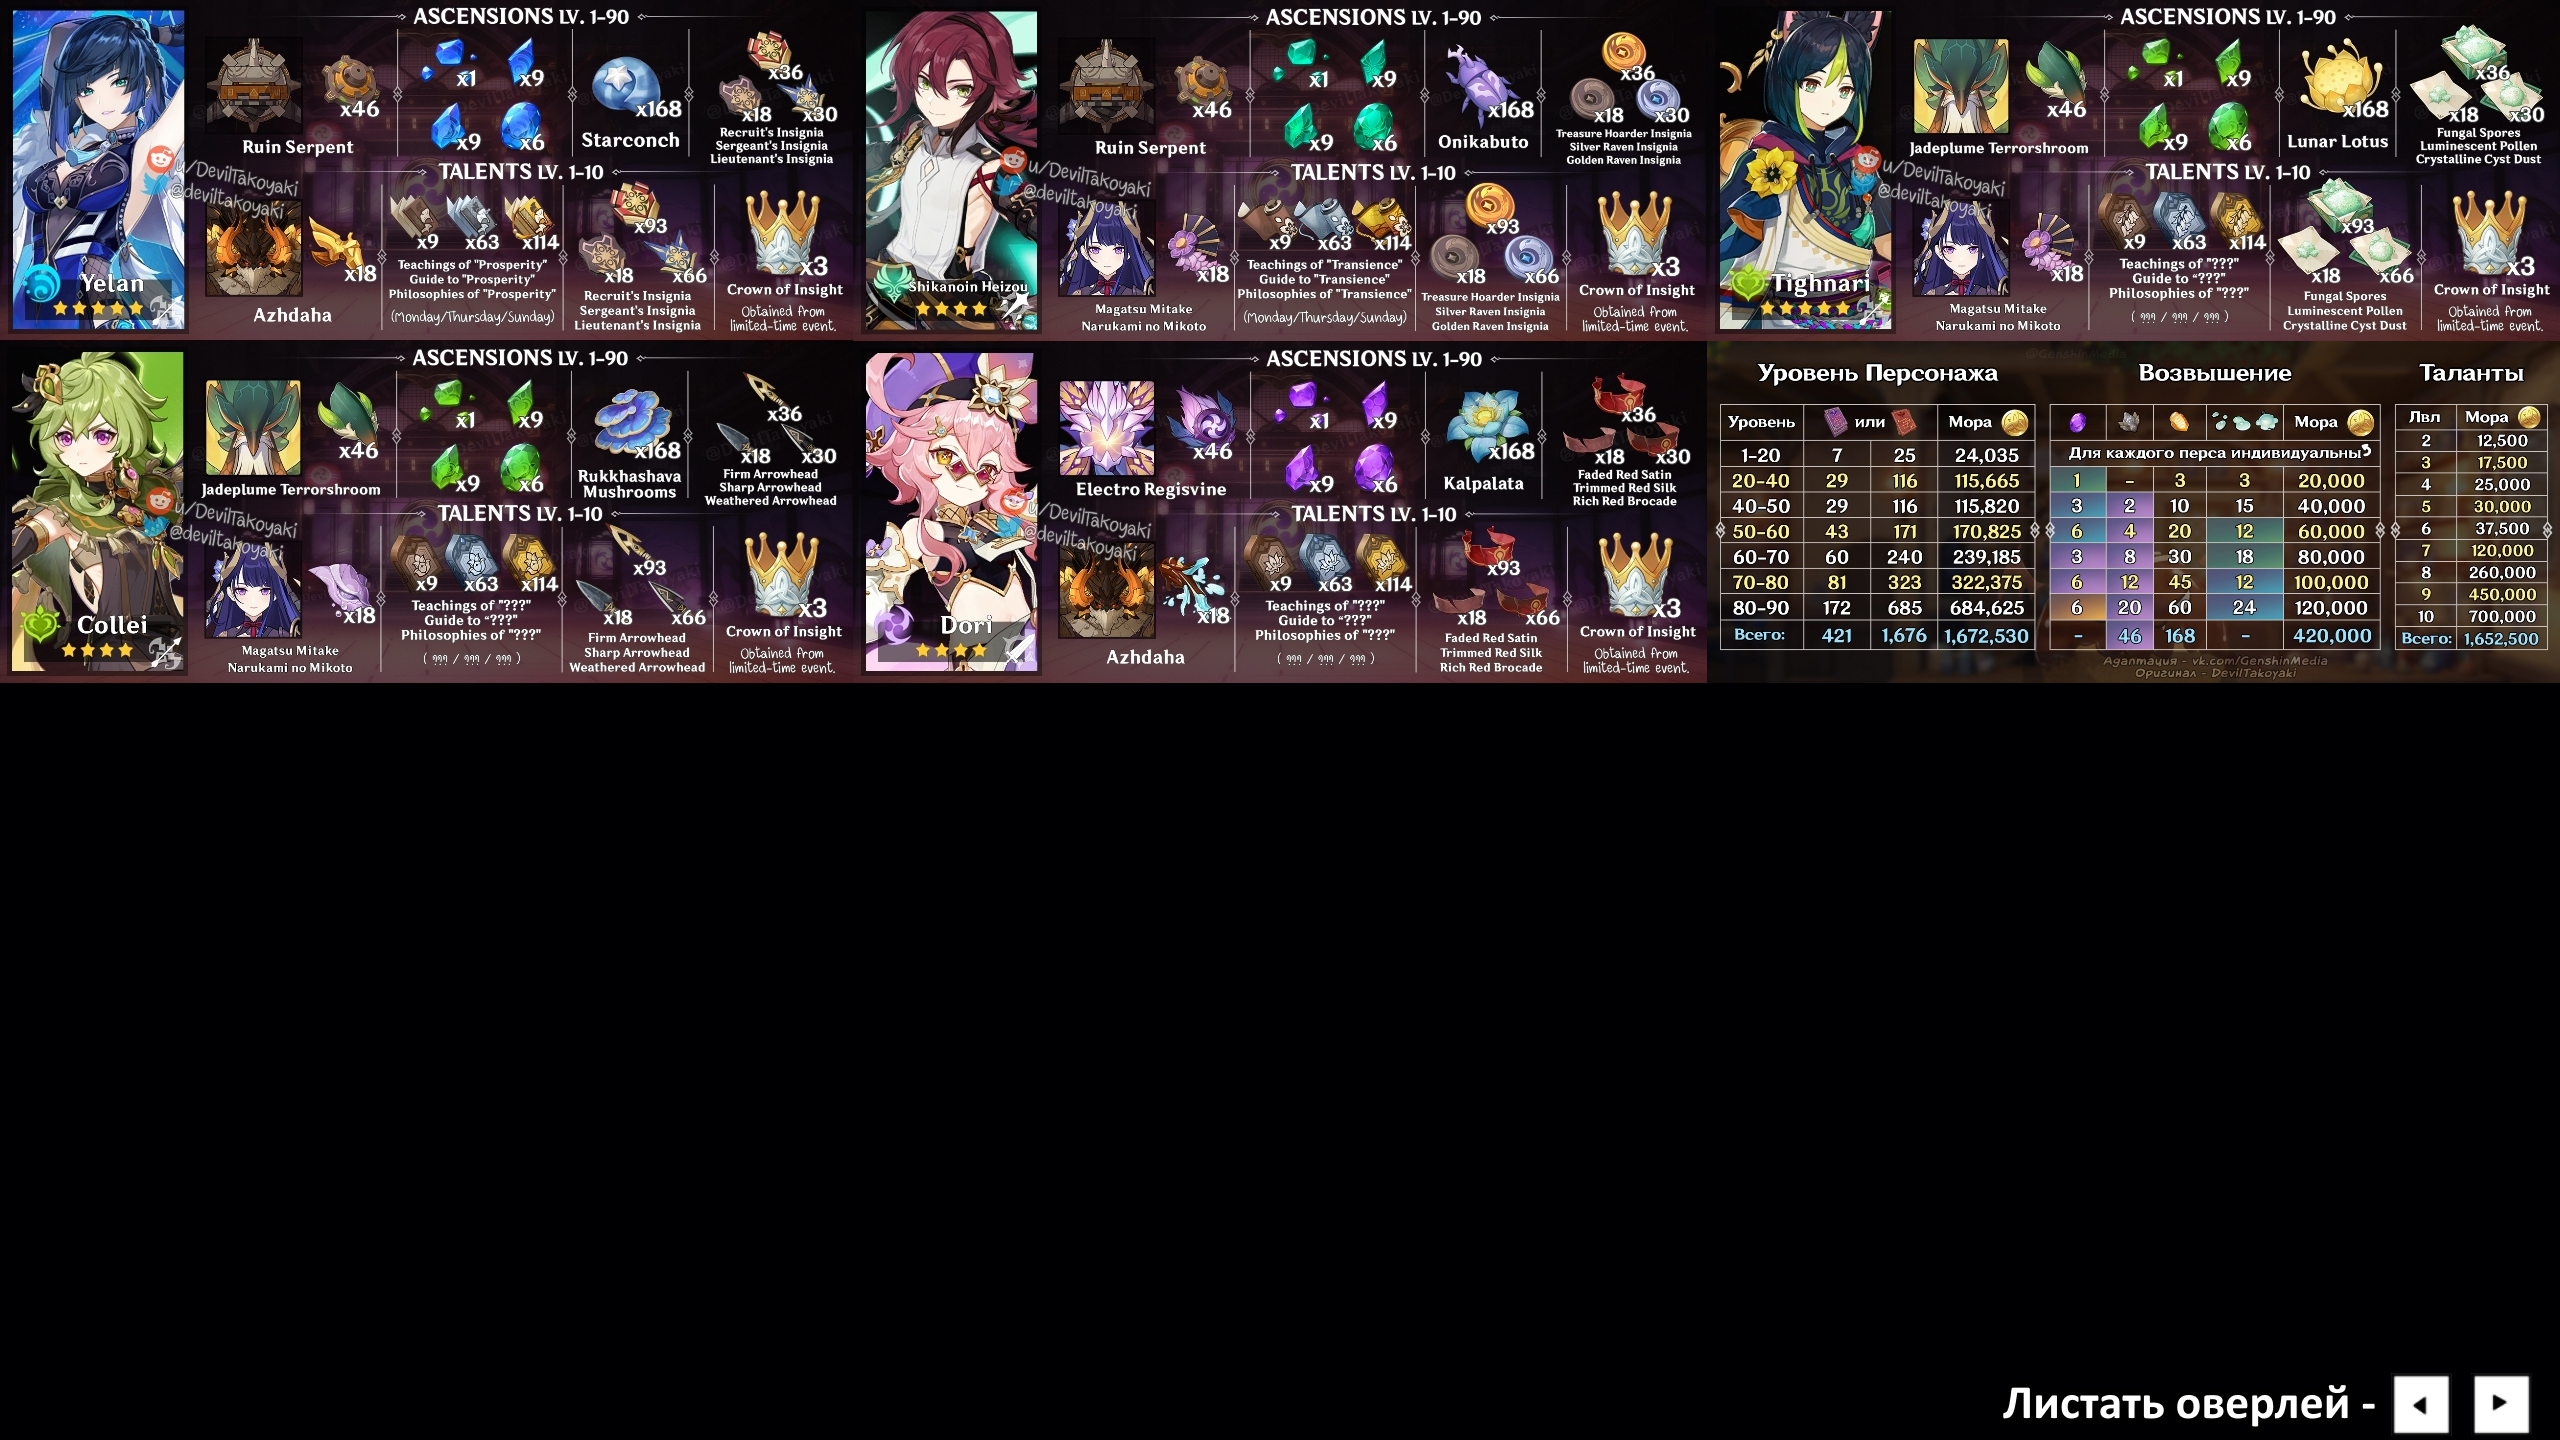 ASCENSIONS LV. 1-90
x46
Ruin Serpent
x1
x9
x9
x6
x168
Starconch
x36
x18
x30
Recruit's Insignia
Sergeant's Insignia
Lieutenant's Insignia
u/DevilTakoyaki
@deviltakoyaki
Yelan
TALENTS LV. 1-10
x18
Azhdaha
x9
x63
x114
Teachings of "Prosperity"
Guide to "Prosperity"
Philosophies of "Prosperity"
(Monday/Thursday/Sunday)
x93
x18
x66
Recruit's Insignia
Sergeant's Insignia
Lieutenant's Insignia
x3
Crown of Insight
Obtained from
limited-time event.
ASCENSIONS LV. 1-90
x46
Ruin Serpent
x1
x9
x9
x6
x168
Onikabuto
x36
x18
x30
Treasure Hoarder Insignia
Silver Raven Insignia
Golden Raven Insignia
u/DevilTakoyaki
@deviltakoyaki
Shikanoin Heizou
TALENTS LV. 1-10
x18
Magatsu Mitake
Narukami no Mikoto
x9
x63
x114
Teachings of "Transience"
Guide to "Transience"
Philosophies of "Transience"
(Monday/Thursday/Sunday)
x93
x18
x66
Treasure Hoarder Insignia
Silver Raven Insignia
Golden Raven Insignia
x3
Crown of Insight
Obtained from
limited-time event.
ASCENSIONS LV. 1-90
x46
Jadeplume Terrorshroom
x1
x9
x9
x6
x168
Lunar Lotus
x36
x18
x30
Fungal Spores
Luminescent Pollen
Crystalline Cyst Dust
u/DevilTakoyaki
@deviltakoyaki
Tighnari
TALENTS LV. 1-10
x18
Magatsu Mitake
Narukami no Mikoto
x9
x63
x114
Teachings of "???"
Guide to "???"
Philosophies of "???"
( ??? / ??? / ??? )
x93
x18
x66
Fungal Spores
Luminescent Pollen
Crystalline Cyst Dust
x3
Crown of Insight
Obtained from
limited-time event.
ASCENSIONS LV. 1-90
x46
Jadeplume Terrorshroom
x1
x9
x9
x6
x168
Rukkhashava
Mushrooms
x36
x18
x30
Firm Arrowhead
Sharp Arrowhead
Weathered Arrowhead
u/DevilTakoyaki
@deviltakoyaki
Collei
TALENTS LV. 1-10
x18
Magatsu Mitake
Narukami no Mikoto
x9
x63
x114
Teachings of "???"
Guide to "???"
Philosophies of "???"
( ??? / ??? / ??? )
x93
x18
x66
Firm Arrowhead
Sharp Arrowhead
Weathered Arrowhead
x3
Crown of Insight
Obtained from
limited-time event.
ASCENSIONS LV. 1-90
x46
Electro Regisvine
x1
x9
x9
x6
x168
Kalpalata
x36
x18
x30
Faded Red Satin
Trimmed Red Silk
Rich Red Brocade
u/DevilTakoyaki
@deviltakoyaki
Dori
TALENTS LV. 1-10
x18
Azhdaha
x9
x63
x114
Teachings of "???"
Guide to "???"
Philosophies of "???"
( ??? / ??? / ??? )
x93
x18
x66
Faded Red Satin
Trimmed Red Silk
Rich Red Brocade
x3
Crown of Insight
Obtained from
limited-time event.
@Genshinmedia
Уровень Персонажа
Уровень или Мора
1-20 7 25 24,035
20-40 29 116 115,665
40-50 29 116 115,820
50-60 43 171 170,825
60-70 60 240 239,185
70-80 81 323 322,375
80-90 172 685 684,625
Всего: 421 1,676 1,672,530
Возвышение
Мора
Для каждого перса индивидуальны
1 - 3 3 20,000
3 2 10 15 40,000
6 4 20 12 60,000
3 8 30 18 80,000
6 12 45 12 100,000
6 20 60 24 120,000
- 46 168 - 420,000
Таланты
Лвл Мора
2 12,500
3 17,500
4 25,000
5 30,000
6 37,500
7 120,000
8 260,000
9 450,000
10 700,000
Всего: 1,652,500
Адаптация - vk.com/GenshinMedia
Оригинал - DevilTakoyaki
Листать оверлей -